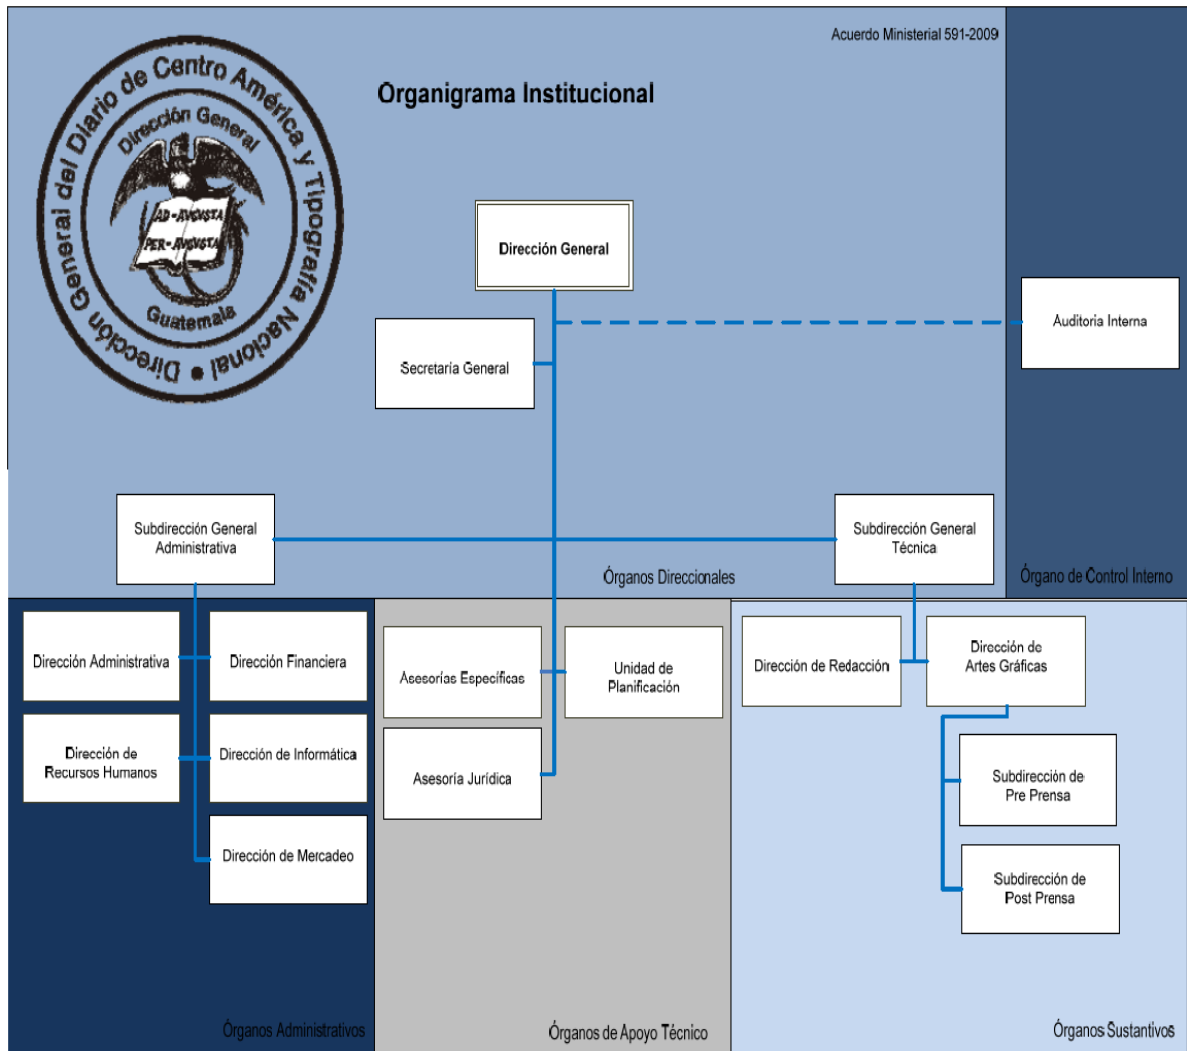 Acuerdo Ministerial 591-2009
Organigrama Institucional
Dirección General del Diario de Centro América y Tipografía Nacional •
Dirección General
AD-AVGVSTA
PER-AVGVSTA
Guatemala
Dirección General
Auditoria Interna
Secretaría General
Subdirección General
Administrativa
Subdirección General
Técnica
Órganos Direccionales
Órgano de Control Interno
Dirección Administrativa
Dirección Financiera
Asesorías Específicas
Unidad de
Planificación
Dirección de Redacción
Dirección de
Artes Gráficas
Dirección de
Recursos Humanos
Dirección de Informática
Asesoría Jurídica
Subdirección de
Pre Prensa
Dirección de Mercadeo
Subdirección de
Post Prensa
Órganos Administrativos
Órganos de Apoyo Técnico
Órganos Sustantivos